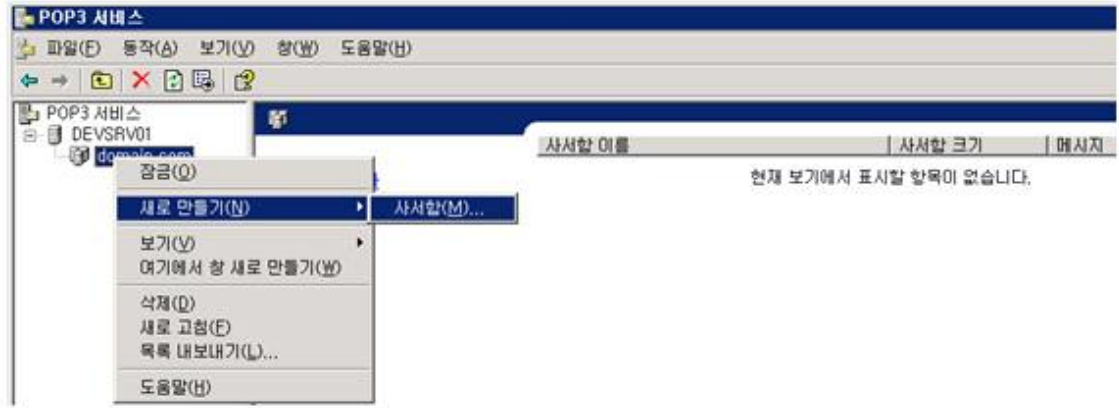 POP3 서비스
파일(F) 동작(A) 보기(V) 창(W) 도움말(H)
POP3 서비스
DEVSRV01
domain.com
사서함 이름 사서함 크기 메시지
현재 보기에서 표시할 항목이 없습니다.
잠금(O)
새로 만들기(N)
사서함(M)...
보기(V)
여기에서 창 새로 만들기(W)
삭제(D)
새로 고침(F)
목록 내보내기(L)...
도움말(H)